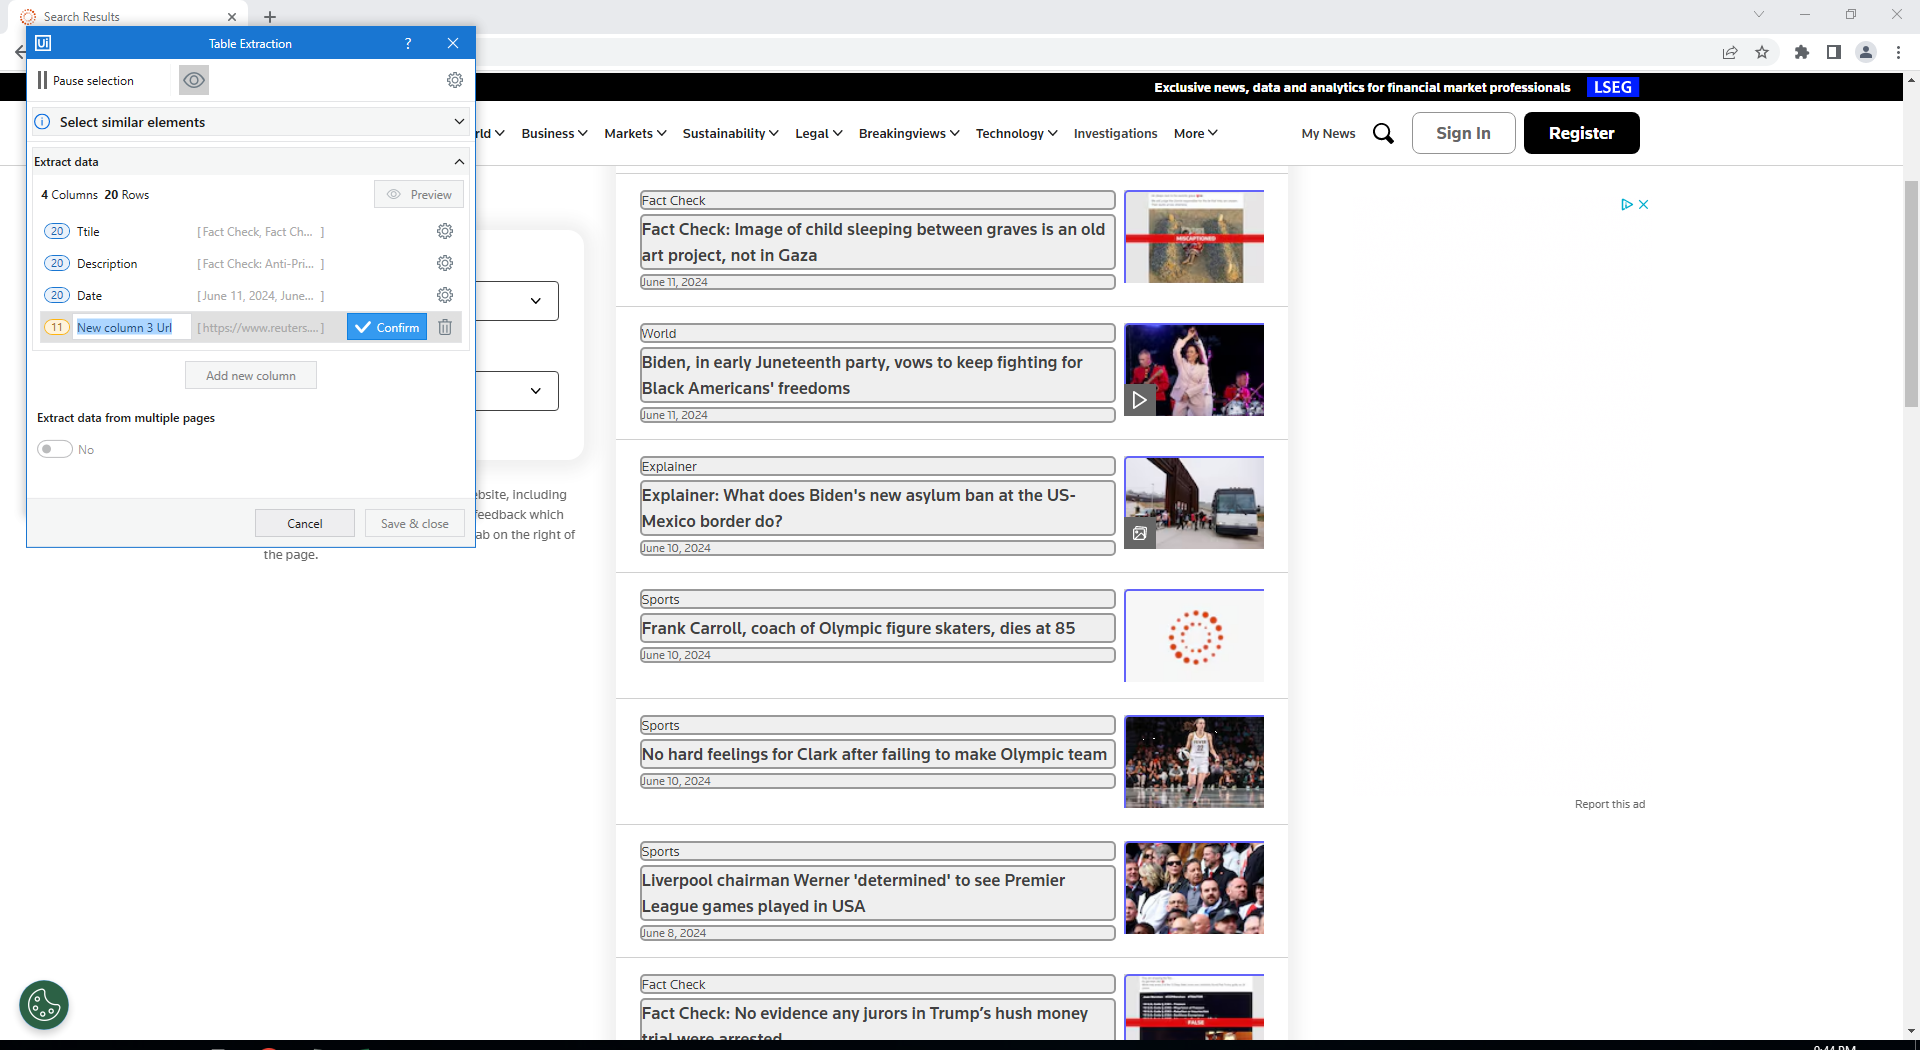 Search Results
Ui
Table Extraction
?
Pause selection
Select similar elements
Extract data
4 Columns 20 Rows
Preview
20 Ttile [ Fact Check, Fact Ch... ]
20 Description [ Fact Check: Anti-Pri... ]
20 Date [ June 11, 2024, June... ]
11 New column 3 Url [ https://www.reuters.... ] Confirm
Add new column
Extract data from multiple pages
No
Cancel
Save & close
ebsite, including
feedback which
ab on the right of
the page.
Exclusive news, data and analytics for financial market professionals LSEG
rld Business Markets Sustainability Legal Breakingviews Technology Investigations More My News Sign In Register
Fact Check
Fact Check: Image of child sleeping between graves is an old
art project, not in Gaza
June 11, 2024
MISCAPTIONED
World
Biden, in early Juneteenth party, vows to keep fighting for
Black Americans' freedoms
June 11, 2024
Explainer
Explainer: What does Biden's new asylum ban at the US-
Mexico border do?
June 10, 2024
Sports
Frank Carroll, coach of Olympic figure skaters, dies at 85
June 10, 2024
Sports
No hard feelings for Clark after failing to make Olympic team
June 10, 2024
Sports
Liverpool chairman Werner 'determined' to see Premier
League games played in USA
June 8, 2024
Fact Check
Fact Check: No evidence any jurors in Trump’s hush money
trial were arrested
FALSE
Report this ad
9:44 PM